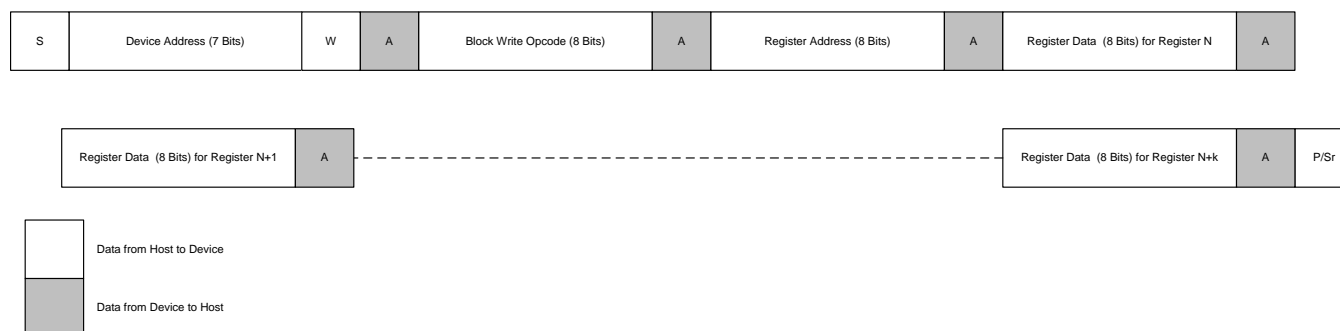 S Device Address (7 Bits) W A Block Write Opcode (8 Bits) A Register Address (8 Bits) A Register Data (8 Bits) for Register N A
Register Data (8 Bits) for Register N+1 A Register Data (8 Bits) for Register N+k A P/Sr
Data from Host to Device
Data from Device to Host